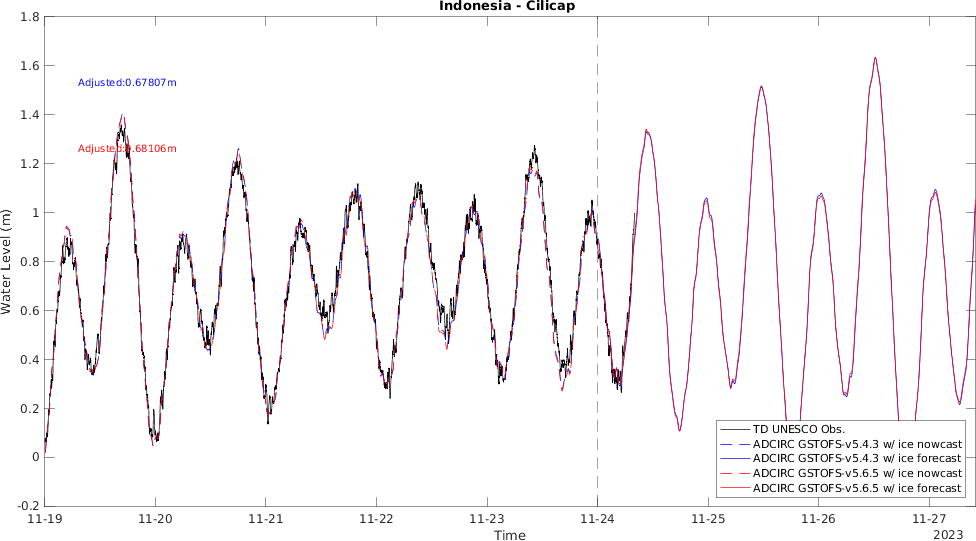 Indonesia - Cilicap
1.8
1.6
1.4
1.2
1
0.8
0.6
0.4
0.2
0
-0.2
Water Level (m)
Adjusted:0.67807m
Adjusted:0.68106m
TD UNESCO Obs.
ADCIRC GSTOFS-v5.4.3 w/ ice nowcast
ADCIRC GSTOFS-v5.4.3 w/ ice forecast
ADCIRC GSTOFS-v5.6.5 w/ ice nowcast
ADCIRC GSTOFS-v5.6.5 w/ ice forecast
11-19 11-20 11-21 11-22 11-23 11-24 11-25 11-26 11-27
Time
2023